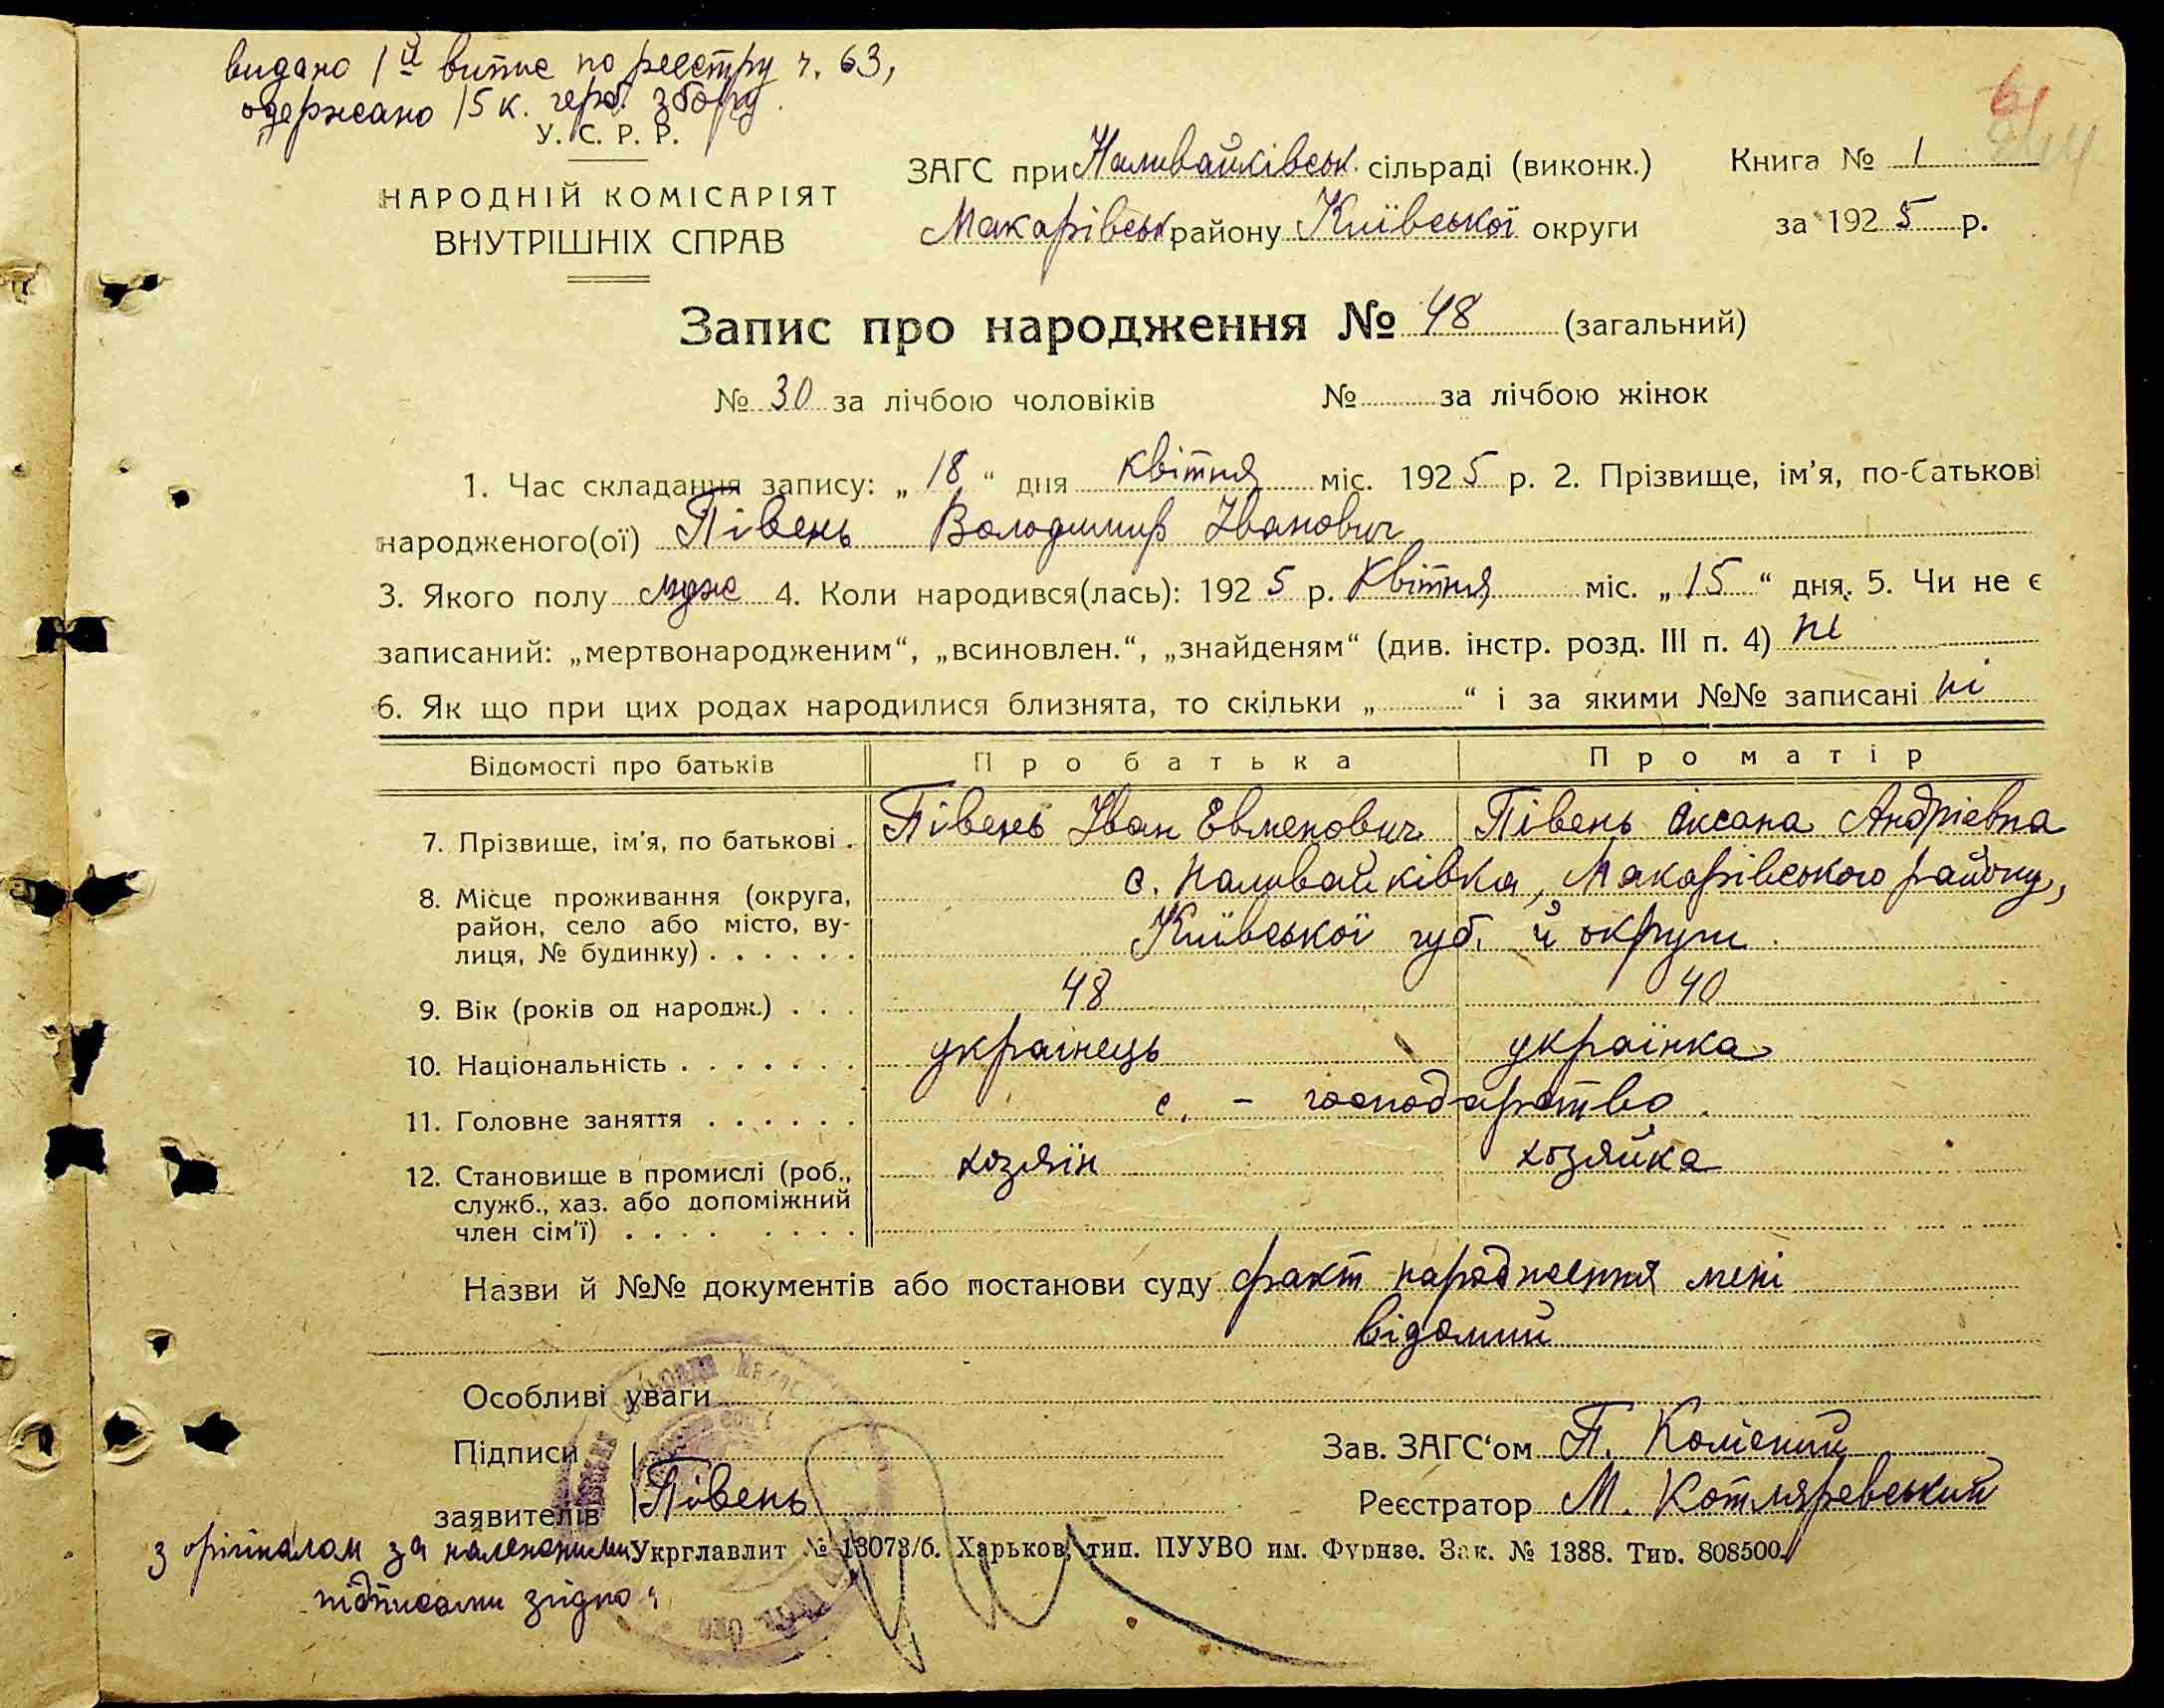 видано 1й випис по реєстру ч. 63,
одержано 15 к. герб. збору.
У. С. Р. Р.
НАРОДНІЙ КОМІСАРІЯТ
ВНУТРІШНІХ СПРАВ
ЗАГС при Наливайківськ. сільраді (виконк.)
Макарівськ району Київської округи
Книга № 1
за 1925 р.
Запис про народження № 48 (загальний)
№ 30 за лічбою чоловіків № за лічбою жінок
1. Час складання запису: „18“ дня квітня міс. 1925 р. 2. Прізвище, ім'я, по-батькові
народженого(ої) Півень Володимир Іванович
3. Якого полу муж 4. Коли народився(лась): 1925 р. Квітня міс. „15“ дня. 5. Чи не є
записаний: „мертвонародженим“, „всиновлен.“, „знайденям“ (див. інстр. розд. III п. 4) ні
6. Як що при цих родах народилися близнята, то скільки „ “ і за якими №№ записані ні
Відомості про батьків Про батька Про матір
7. Прізвище, ім'я, по батькові . Півень Іван Евменович Півень Оксана Андрієвна
8. Місце проживання (округа, район, село або місто, вулиця, № будинку) . . . . . . с. Наливайківка, Макарівського району,
Київської губ. й округи.
9. Вік (років од народж.) . . . 48 40
10. Національність . . . . . . . українець українка
11. Головне заняття . . . . . . с. - господарство.
12. Становище в промислі (роб., хозяїн хозяйка
служб., хаз. або допоміжний
член сім'ї) . . . . . . . .
Назви й №№ документів або постанови суду факт народження мені
відомий
Особливі уваги
Підписи Зав. ЗАГС‘ом П.
заявителів Півень Реєстратор М. Котляревський
з орігіналом за належними Укрглавлит № 13073/б. Харьков, тип. ПУУВО им. Фрунзе. Зак. № 1388. Тир. 808500.
підписами згідно: